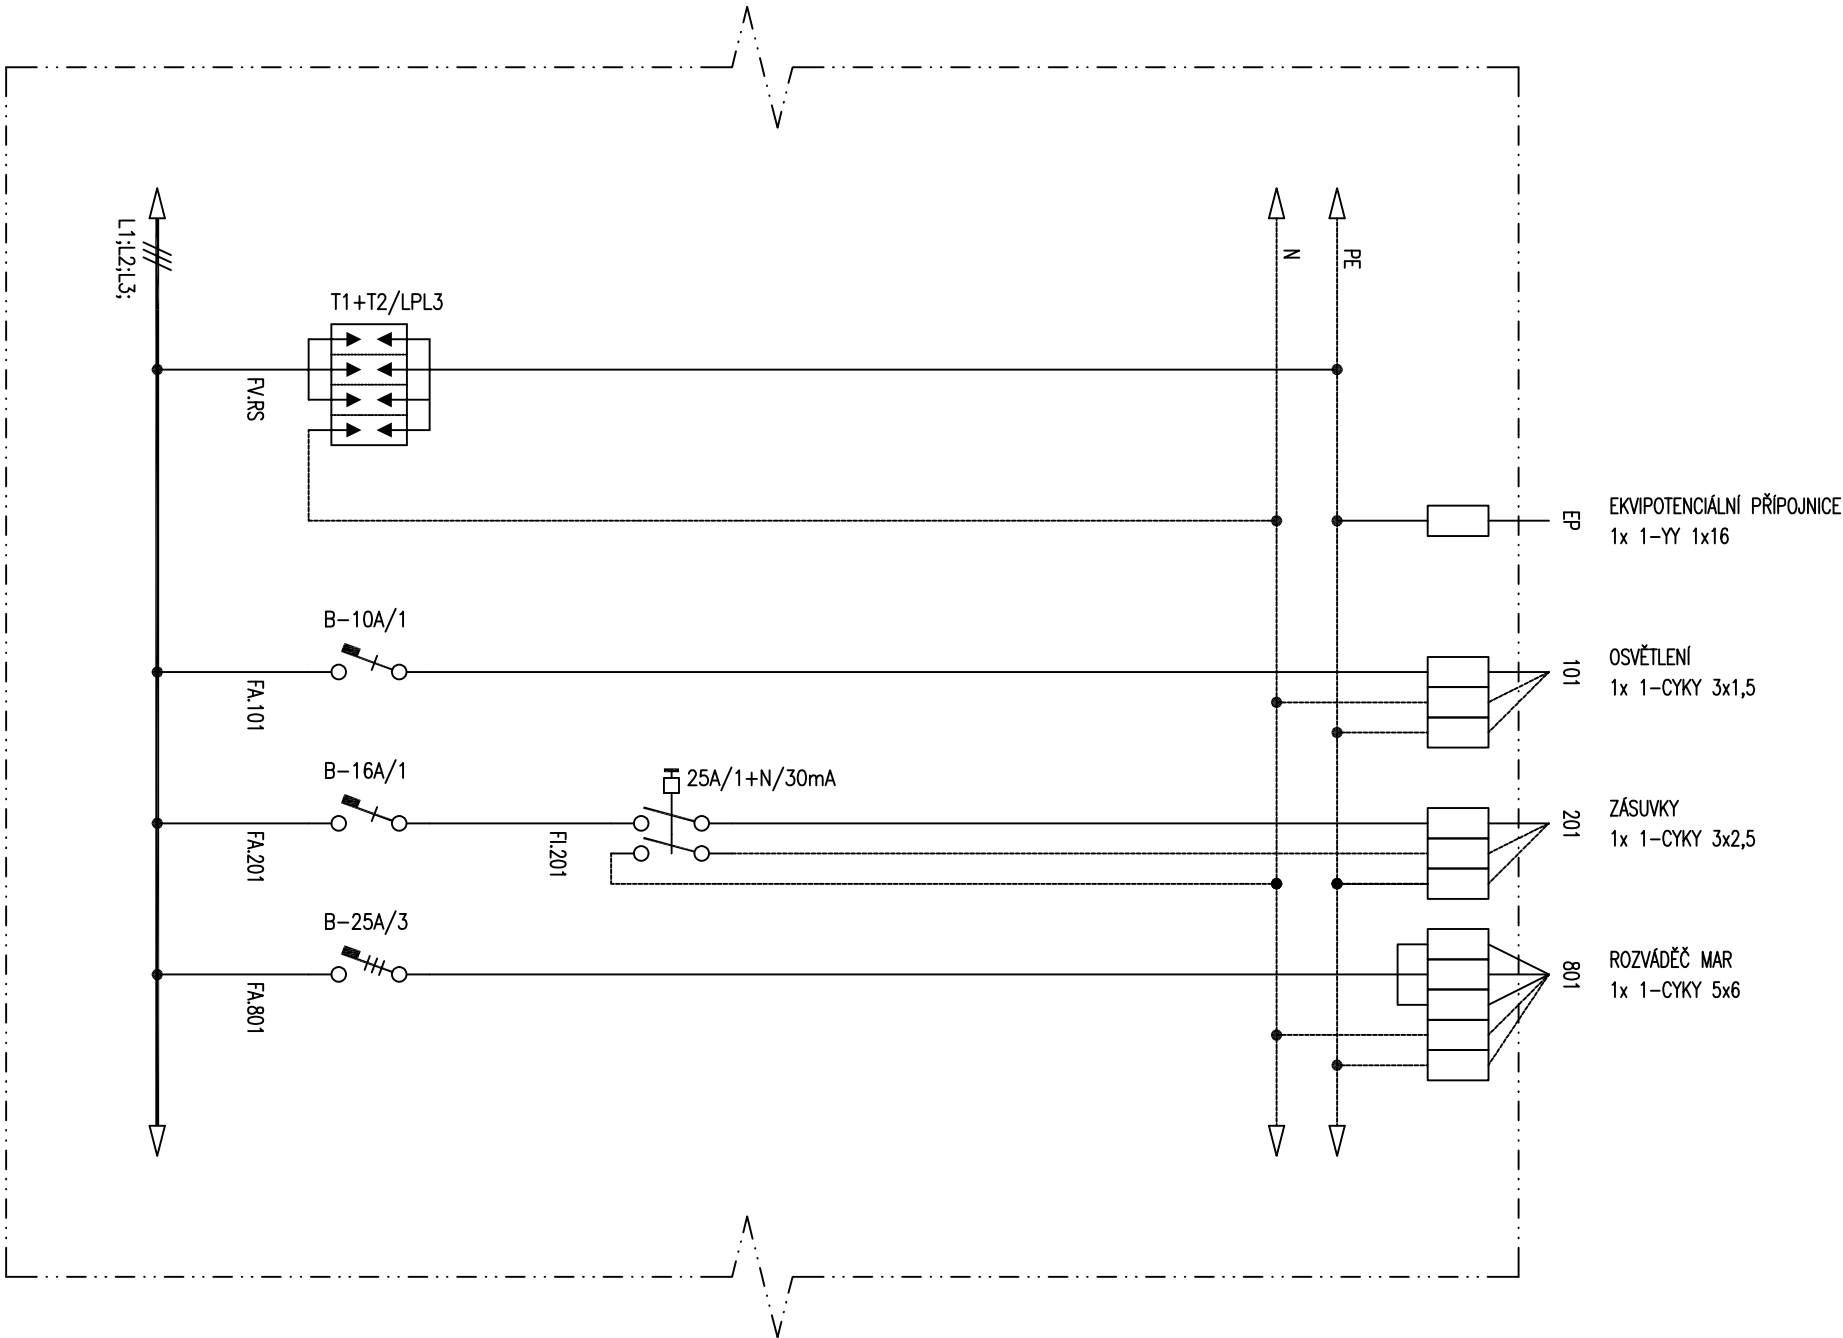 L1;L2;L3;
N
PE
T1+T2/LPL3
FV.RS
EP
EKVIPOTENCIÁLNÍ PŘÍPOJNICE
1x 1-YY 1x16
B-10A/1
FA.101
101
OSVĚTLENÍ
1x 1-CYKY 3x1,5
B-16A/1
FA.201
25A/1+N/30mA
FI.201
201
ZÁSUVKY
1x 1-CYKY 3x2,5
B-25A/3
FA.801
801
ROZVÁDĚČ MAR
1x 1-CYKY 5x6